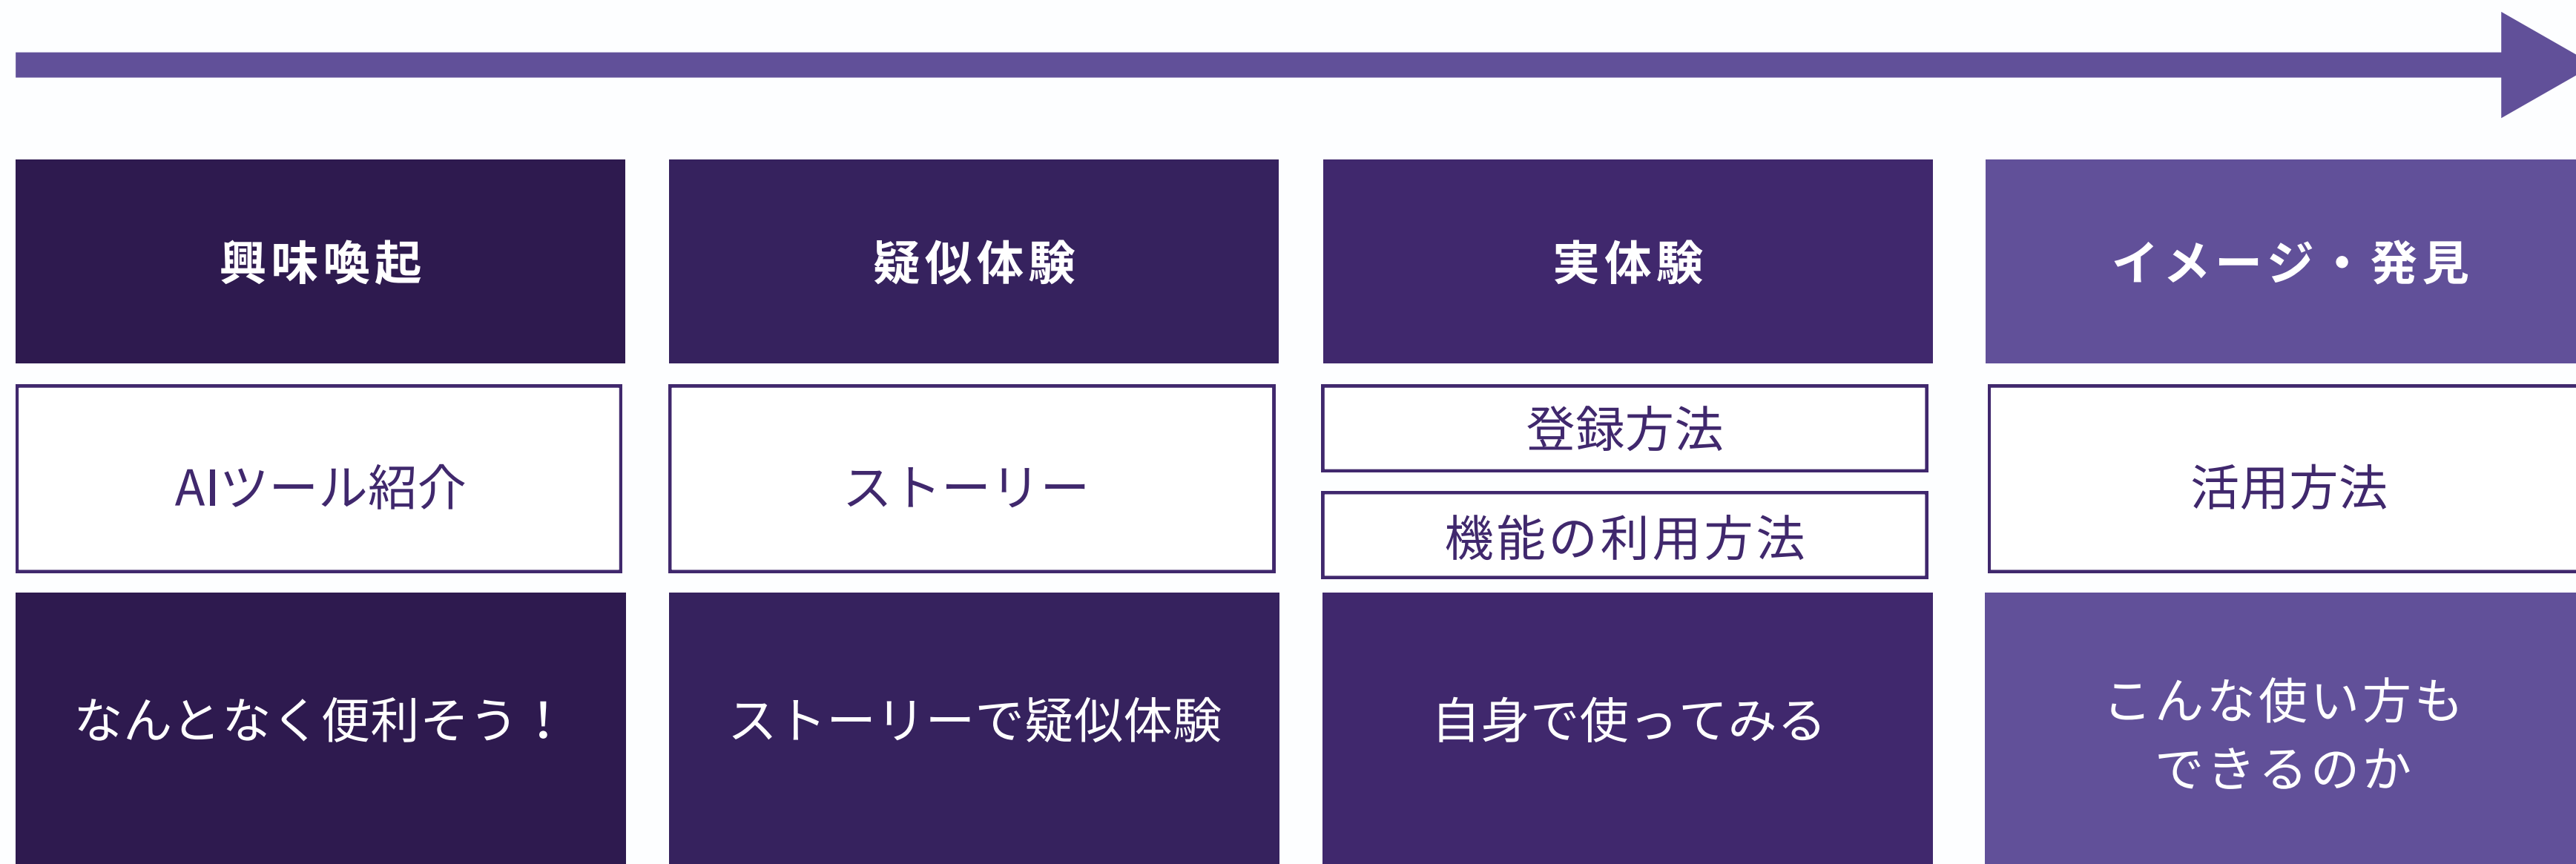 興味喚起
疑似体験
実体験
イメージ・発見
AIツール紹介
ストーリー
登録方法
機能の利用方法
活用方法
なんとなく便利そう！
ストーリーで疑似体験
自身で使ってみる
こんな使い方も
できるのか